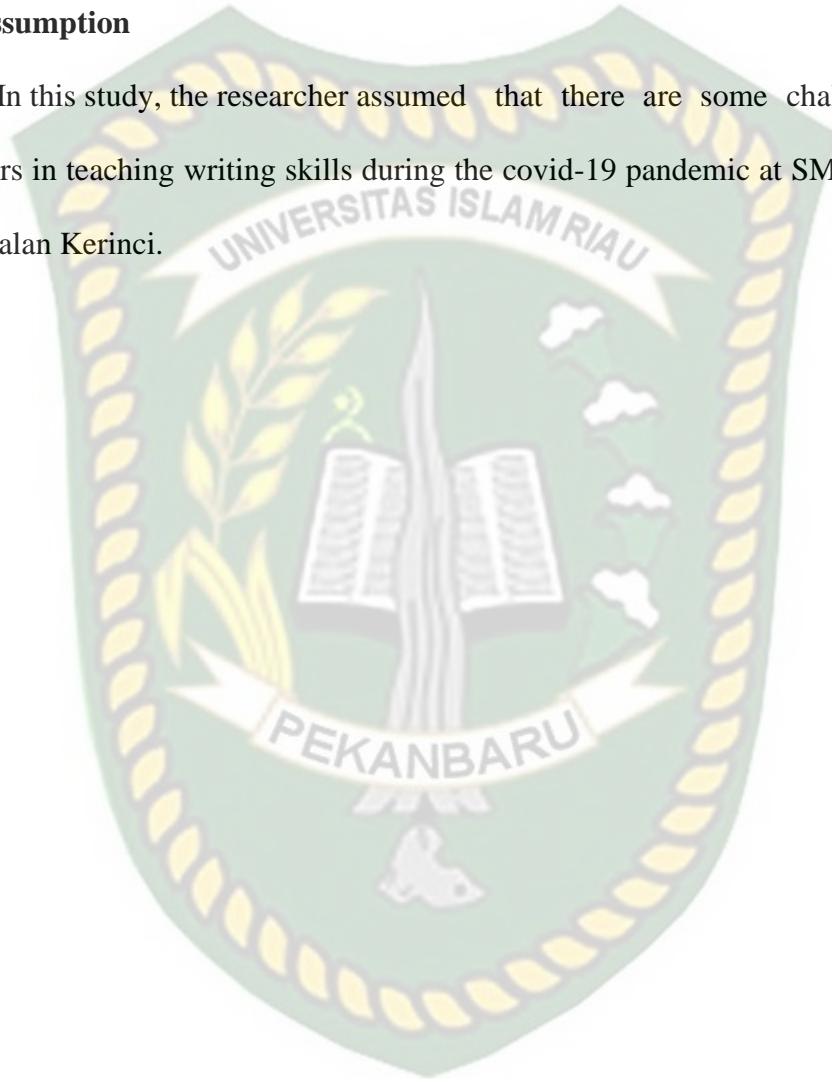 ssumption
In this study, the researcher assumed that there are some chal
rs in teaching writing skills during the covid-19 pandemic at SM
alan Kerinci.
UNIVERSITAS ISLAM RIAU
PEKANBARU